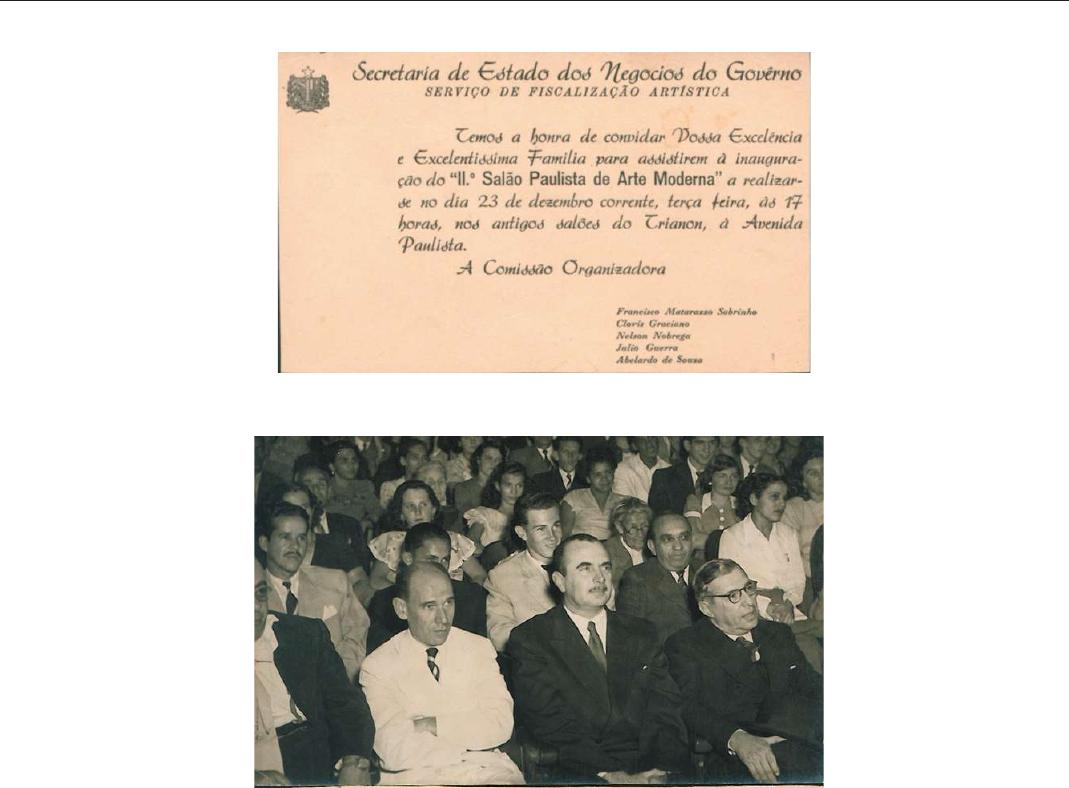 Secretaria de Estado dos Negocios do Govêrno
SERVIÇO DE FISCALIZAÇÃO ARTÍSTICA
Temos a honra de convidar Vossa Excelência
e Excelentissima Familia para assistirem à inaugura-
ção do "II.º Salão Paulista de Arte Moderna" a realizar-
se no dia 23 de dezembro corrente, terça feira, às 17
horas, nos antigos salões do Trianon, à Avenida
Paulista.
A Comissão Organizadora
Francisco Matarazzo Sobrinho
Clovis Graciano
Nelson Nobrega
Julio Guerra
Abelardo de Souza